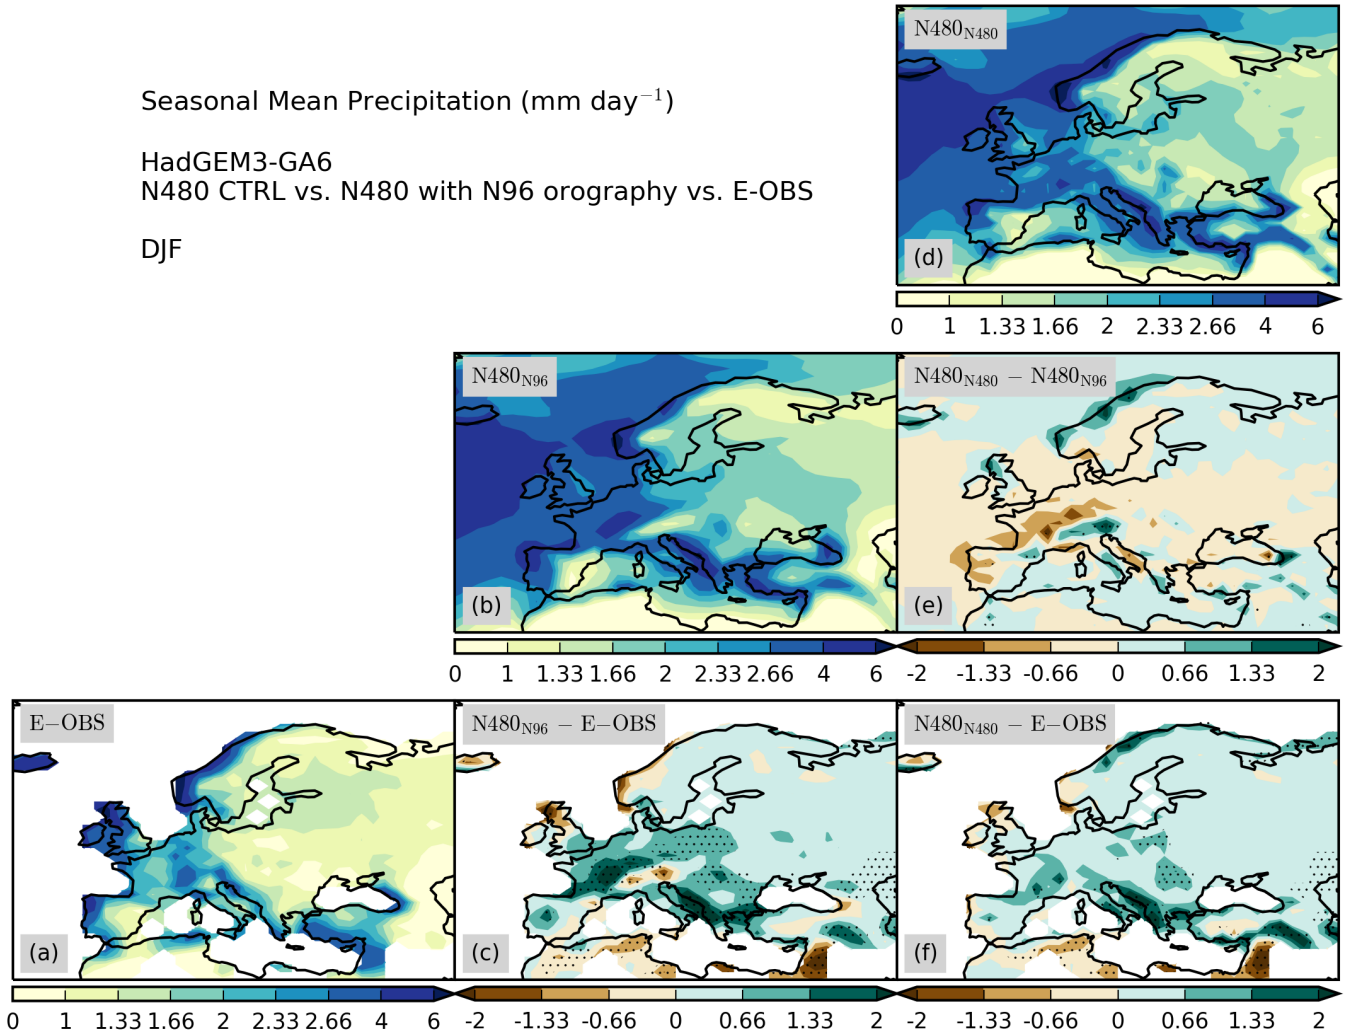 Seasonal Mean Precipitation (mm day⁻¹)
HadGEM3-GA6
N480 CTRL vs. N480 with N96 orography vs. E-OBS
DJF
N480N480
(d)
0 1 1.33 1.66 2 2.33 2.66 4 6
N480N96
(b)
0 1 1.33 1.66 2 2.33 2.66 4 6
N480N480 − N480N96
(e)
-2 -1.33 -0.66 0 0.66 1.33 2
E−OBS
(a)
0 1 1.33 1.66 2 2.33 2.66 4 6
N480N96 − E−OBS
(c)
-2 -1.33 -0.66 0 0.66 1.33 2
N480N480 − E−OBS
(f)
-2 -1.33 -0.66 0 0.66 1.33 2